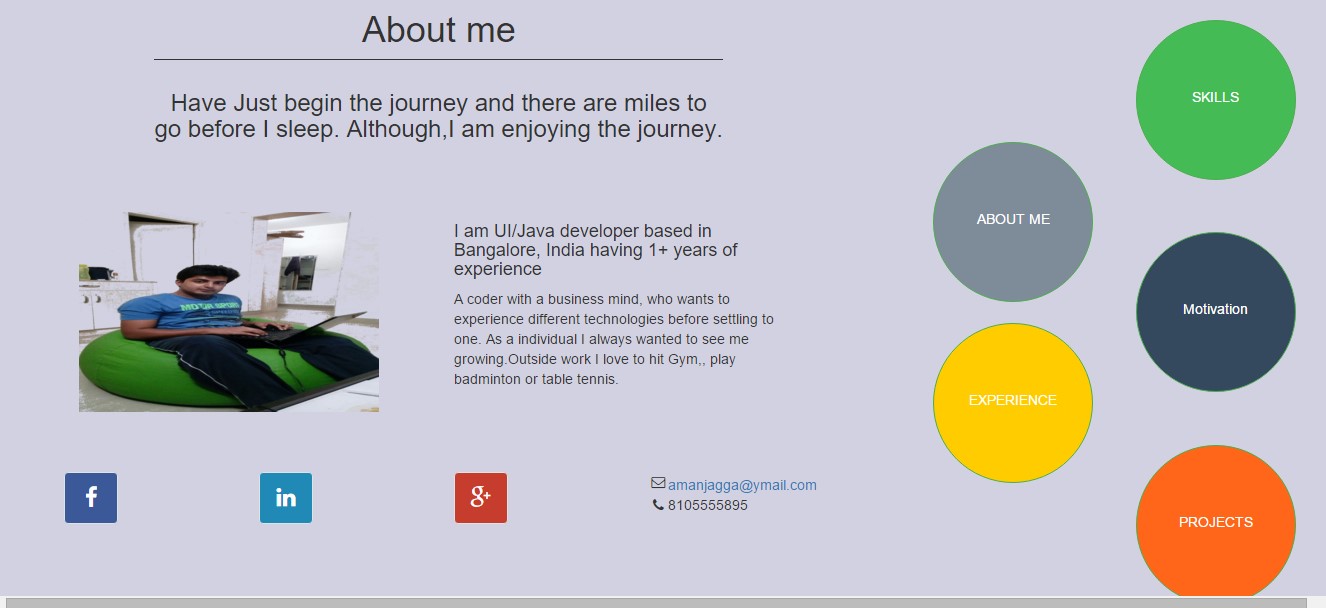 About me
Have Just begin the journey and there are miles to
go before I sleep. Although,I am enjoying the journey.
I am UI/Java developer based in
Bangalore, India having 1+ years of
experience
A coder with a business mind, who wants to
experience different technologies before settling to
one. As a individual I always wanted to see me
growing.Outside work I love to hit Gym,, play
badminton or table tennis.
f
in
g+
amanjagga@ymail.com
8105555895
SKILLS
ABOUT ME
Motivation
EXPERIENCE
PROJECTS